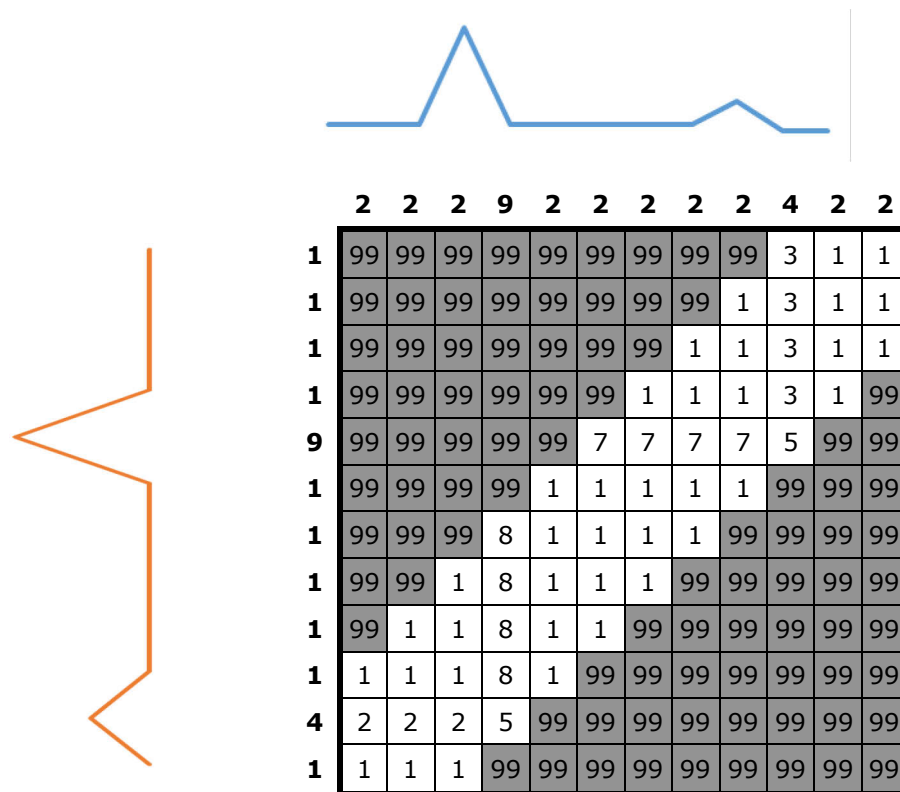 2 2 2 9 2 2 2 2 2 4 2 2
1 99 99 99 99 99 99 99 99 99 3 1 1
1 99 99 99 99 99 99 99 99 1 3 1 1
1 99 99 99 99 99 99 99 1 1 3 1 1
1 99 99 99 99 99 99 1 1 1 3 1 99
9 99 99 99 99 99 7 7 7 7 5 99 99
1 99 99 99 99 1 1 1 1 1 99 99 99
1 99 99 99 8 1 1 1 1 99 99 99 99
1 99 99 1 8 1 1 1 99 99 99 99 99
1 99 1 1 8 1 1 99 99 99 99 99 99
1 1 1 1 8 1 99 99 99 99 99 99 99
4 2 2 2 5 99 99 99 99 99 99 99 99
1 1 1 1 99 99 99 99 99 99 99 99 99